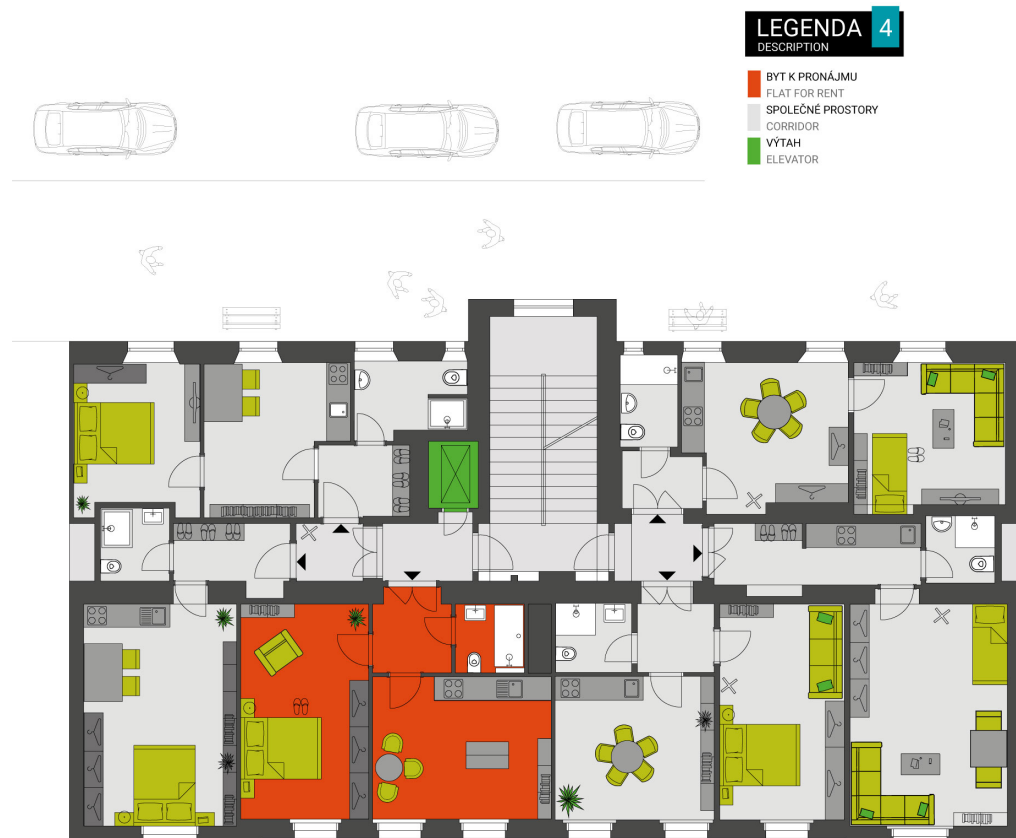 LEGENDA 4
DESCRIPTION
BYT K PRONÁJMU
FLAT FOR RENT
SPOLEČNÉ PROSTORY
CORRIDOR
VÝTAH
ELEVATOR